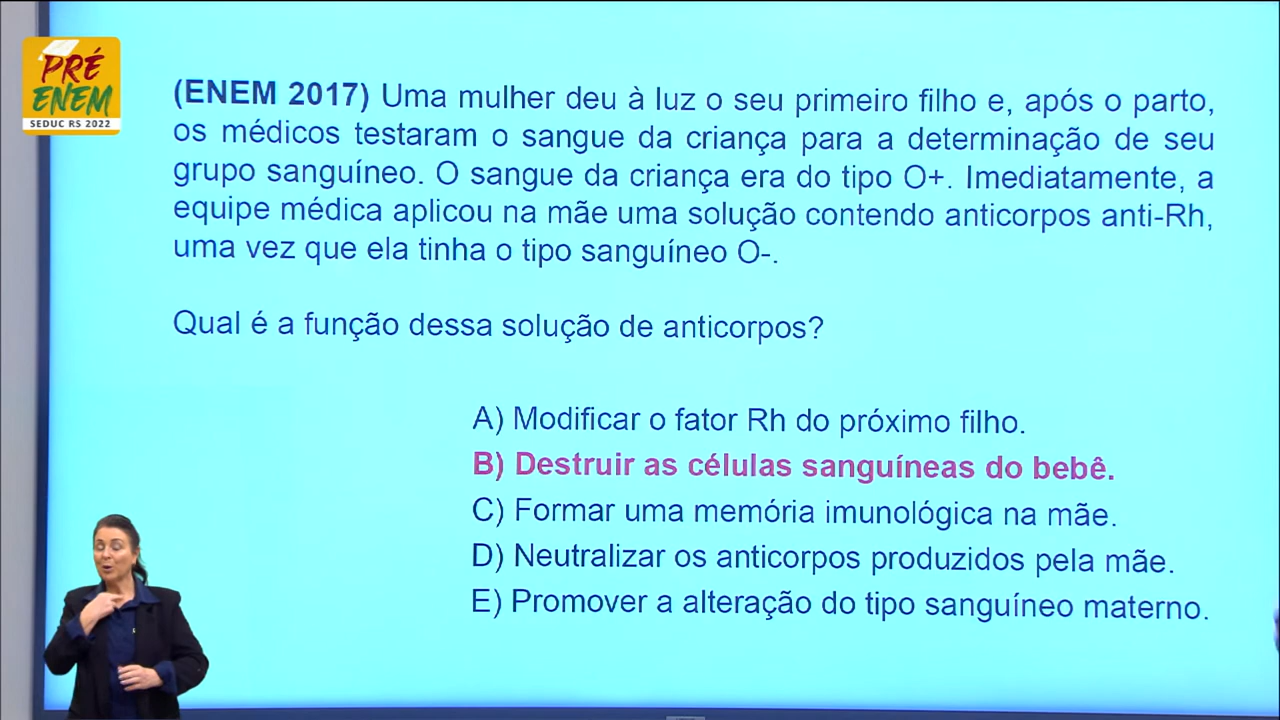 PRÉ
ENEM
SEDUC RS 2022
(ENEM 2017) Uma mulher deu à luz o seu primeiro filho e, após o parto,
os médicos testaram o sangue da criança para a determinação de seu
grupo sanguíneo. O sangue da criança era do tipo O+. Imediatamente, a
equipe médica aplicou na mãe uma solução contendo anticorpos anti-Rh,
uma vez que ela tinha o tipo sanguíneo O-.
Qual é a função dessa solução de anticorpos?
A) Modificar o fator Rh do próximo filho.
B) Destruir as células sanguíneas do bebê.
C) Formar uma memória imunológica na mãe.
D) Neutralizar os anticorpos produzidos pela mãe.
E) Promover a alteração do tipo sanguíneo materno.